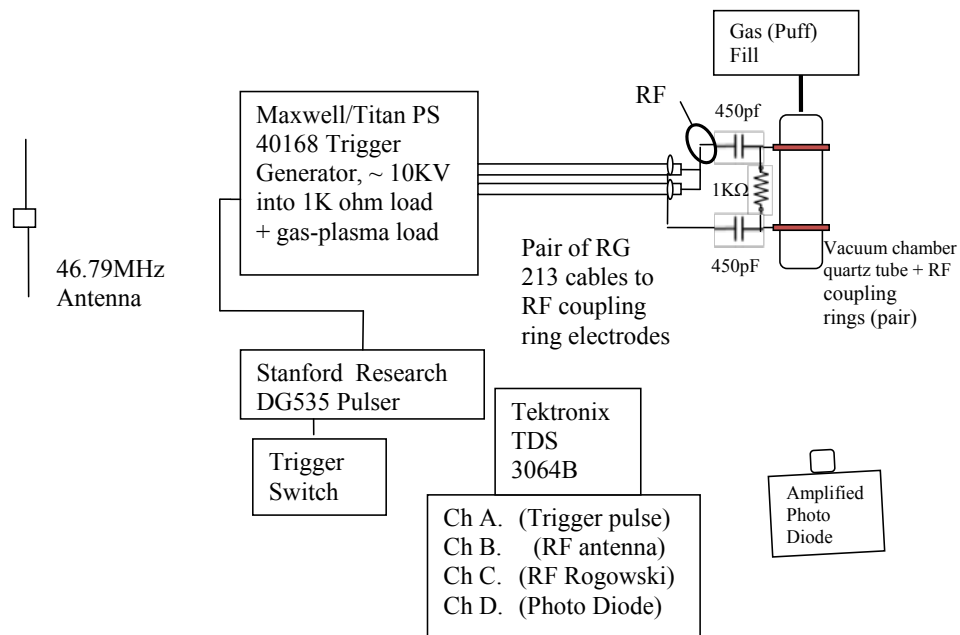 Gas (Puff)
Fill
Maxwell/Titan PS
40168 Trigger
Generator, ~ 10KV
into 1K ohm load
+ gas-plasma load
RF
450pf
1KΩ
450pF
46.79MHz
Antenna
Pair of RG
213 cables to
RF coupling
ring electrodes
Vacuum chamber
quartz tube + RF
coupling
rings (pair)
Stanford Research
DG535 Pulser
Trigger
Switch
Tektronix
TDS
3064B
Ch A. (Trigger pulse)
Ch B. (RF antenna)
Ch C. (RF Rogowski)
Ch D. (Photo Diode)
Amplified
Photo
Diode